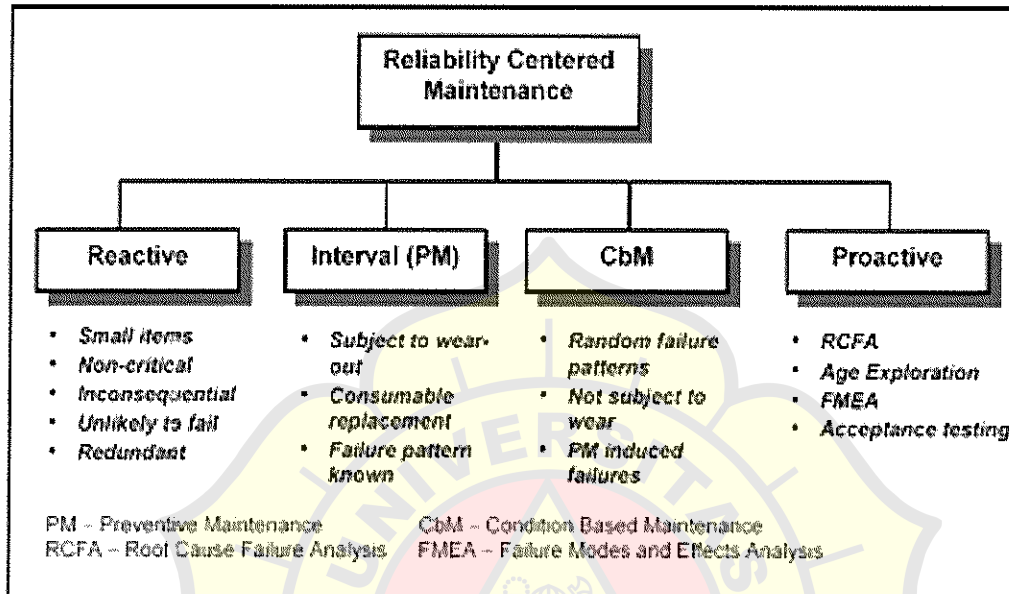 Reliability Centered
Maintenance
Reactive
Interval (PM)
CbM
Proactive
• Small items
• Non-critical
• Inconsequential
• Unlikely to fail
• Redundant
• Subject to wear-
out
• Consumable
replacement
• Failure pattern
known
• Random failure
patterns
• Not subject to
wear
• PM induced
failures
• RCFA
• Age Exploration
• FMEA
• Acceptance testing
PM – Preventive Maintenance
CbM – Condition Based Maintenance
RCFA – Root Cause Failure Analysis
FMEA – Failure Modes and Effects Analysis
UNIVERSITAS